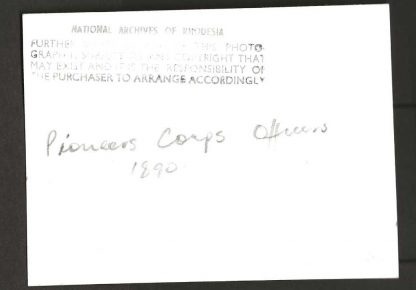 NATIONAL ARCHIVES OF RHODESIA
FURTHER THIS PHOTO-
GRAPH IS COPYRIGHT THAT
MAY EXIST AND IT IS THE RESPONSIBILITY OF
THE PURCHASER TO ARRANGE ACCORDINGLY
Pioneers Corps Officers
1890